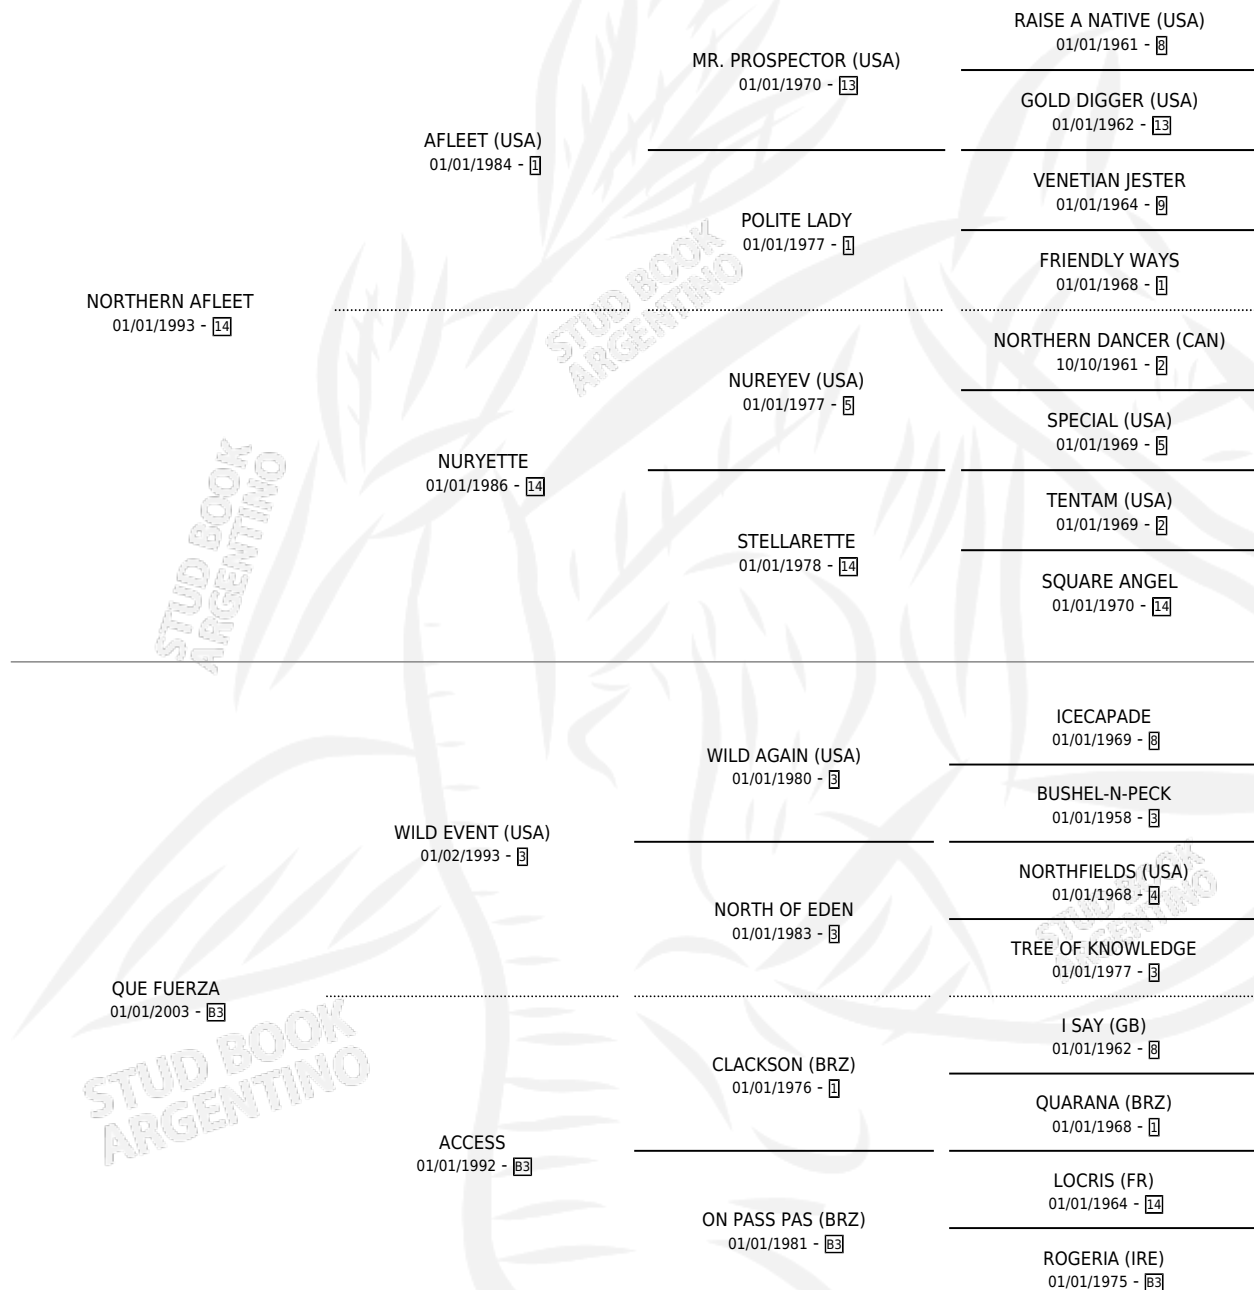 RAISE A NATIVE (USA)
01/01/1961 - 8
MR. PROSPECTOR (USA)
01/01/1970 - 13
GOLD DIGGER (USA)
01/01/1962 - 13
AFLEET (USA)
01/01/1984 - 1
VENETIAN JESTER
01/01/1964 - 9
POLITE LADY
01/01/1977 - 1
FRIENDLY WAYS
01/01/1968 - 1
NORTHERN AFLEET
01/01/1993 - 14
NORTHERN DANCER (CAN)
10/10/1961 - 2
NUREYEV (USA)
01/01/1977 - 5
SPECIAL (USA)
01/01/1969 - 5
NURYETTE
01/01/1986 - 14
TENTAM (USA)
01/01/1969 - 2
STELLARETTE
01/01/1978 - 14
SQUARE ANGEL
01/01/1970 - 14
ICECAPADE
01/01/1969 - 8
WILD AGAIN (USA)
01/01/1980 - 3
BUSHEL-N-PECK
01/01/1958 - 3
WILD EVENT (USA)
01/02/1993 - 3
NORTHFIELDS (USA)
01/01/1968 - 4
NORTH OF EDEN
01/01/1983 - 3
TREE OF KNOWLEDGE
01/01/1977 - 3
QUE FUERZA
01/01/2003 - B3
I SAY (GB)
01/01/1962 - 8
CLACKSON (BRZ)
01/01/1976 - 1
QUARANA (BRZ)
01/01/1968 - 1
ACCESS
01/01/1992 - B3
LOCRIS (FR)
01/01/1964 - 14
ON PASS PAS (BRZ)
01/01/1981 - B3
ROGERIA (IRE)
01/01/1975 - B3
STUD BOOK
ARGENTINO
STUD BOOK
ARGENTINO
STUD BOOK
ARGENTINO
STUD BOOK
ARGENTINO